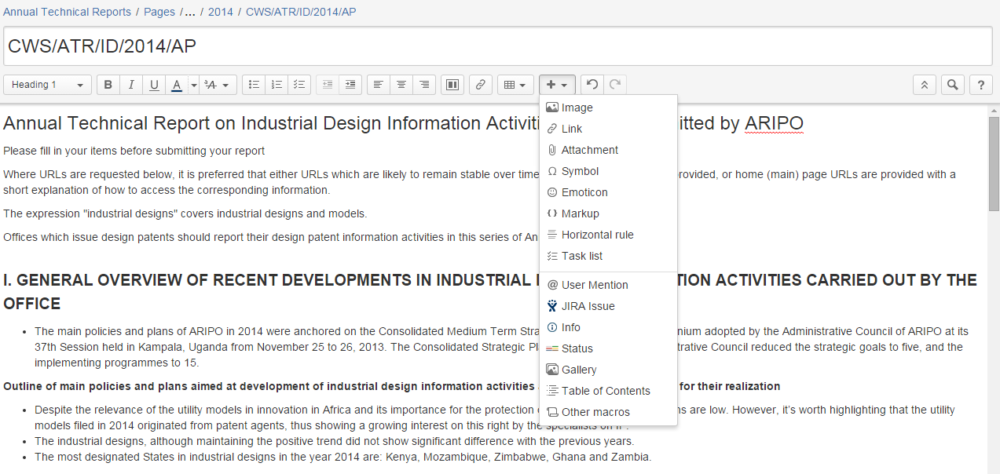 Annual Technical Reports / Pages /... / 2014 / CWS/ATR/ID/2014/AP
CWS/ATR/ID/2014/AP
Heading 1 B I U A A ?
Annual Technical Report on Industrial Design Information Activiti itted by ARIPO
Please fill in your items before submitting your report
Where URLs are requested below, it is preferred that either URLs which are likely to remain stable over time rovided, or home (main) page URLs are provided with a
short explanation of how to access the corresponding information.
The expression "industrial designs" covers industrial designs and models.
Offices which issue design patents should report their design patent information activities in this series of An
I. GENERAL OVERVIEW OF RECENT DEVELOPMENTS IN INDUSTRIAL TION ACTIVITIES CARRIED OUT BY THE
OFFICE
• The main policies and plans of ARIPO in 2014 were anchored on the Consolidated Medium Term Stra nium adopted by the Administrative Council of ARIPO at its
37th Session held in Kampala, Uganda from November 25 to 26, 2013. The Consolidated Strategic Pl strative Council reduced the strategic goals to five, and the
implementing programmes to 15.
Outline of main policies and plans aimed at development of industrial design information activities for their realization
• Despite the relevance of the utility models in innovation in Africa and its importance for the protection ns are low. However, it's worth highlighting that the utility
models filed in 2014 originated from patent agents, thus showing a growing interest on this right by the specialists on IP.
• The industrial designs, although maintaining the positive trend did not show significant difference with the previous years.
• The most designated States in industrial designs in the year 2014 are: Kenya, Mozambique, Zimbabwe, Ghana and Zambia.
Image
Link
Attachment
Symbol
Emoticon
Markup
Horizontal rule
Task list
User Mention
JIRA Issue
Info
Status
Gallery
Table of Contents
Other macros